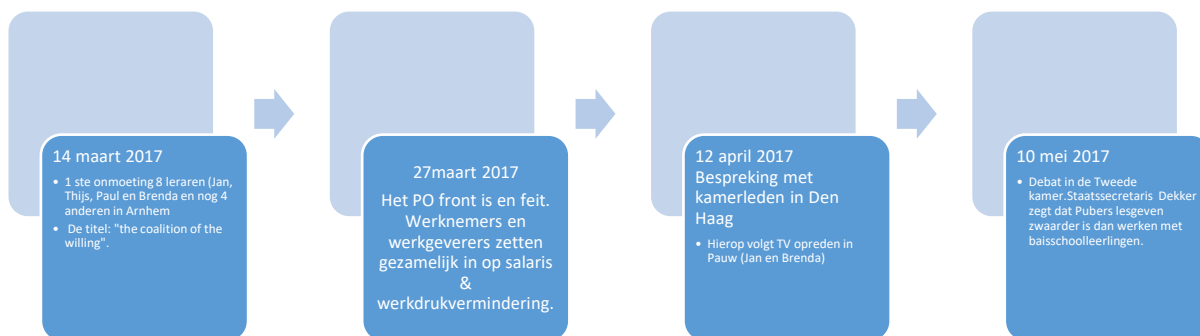 14 maart 2017
• 1 ste onmoeting 8 leraren (Jan,
Thijs, Paul en Brenda en nog 4
anderen in Arnhem
• De titel: "the coalition of the
willing".
27maart 2017
Het PO front is en feit.
Werknemers en
werkgeverers zetten
gezamelijk in op salaris
&
werkdrukvermindering.
12 april 2017
Bespreking met
kamerleden in Den
Haag
• Hierop volgt TV opreden in
Pauw (Jan en Brenda)
10 mei 2017
• Debat in de Tweede
kamer.Staatssecretaris Dekker
zegt dat Pubers lesgeven
zwaarder is dan werken met
baisschoolleerlingen.